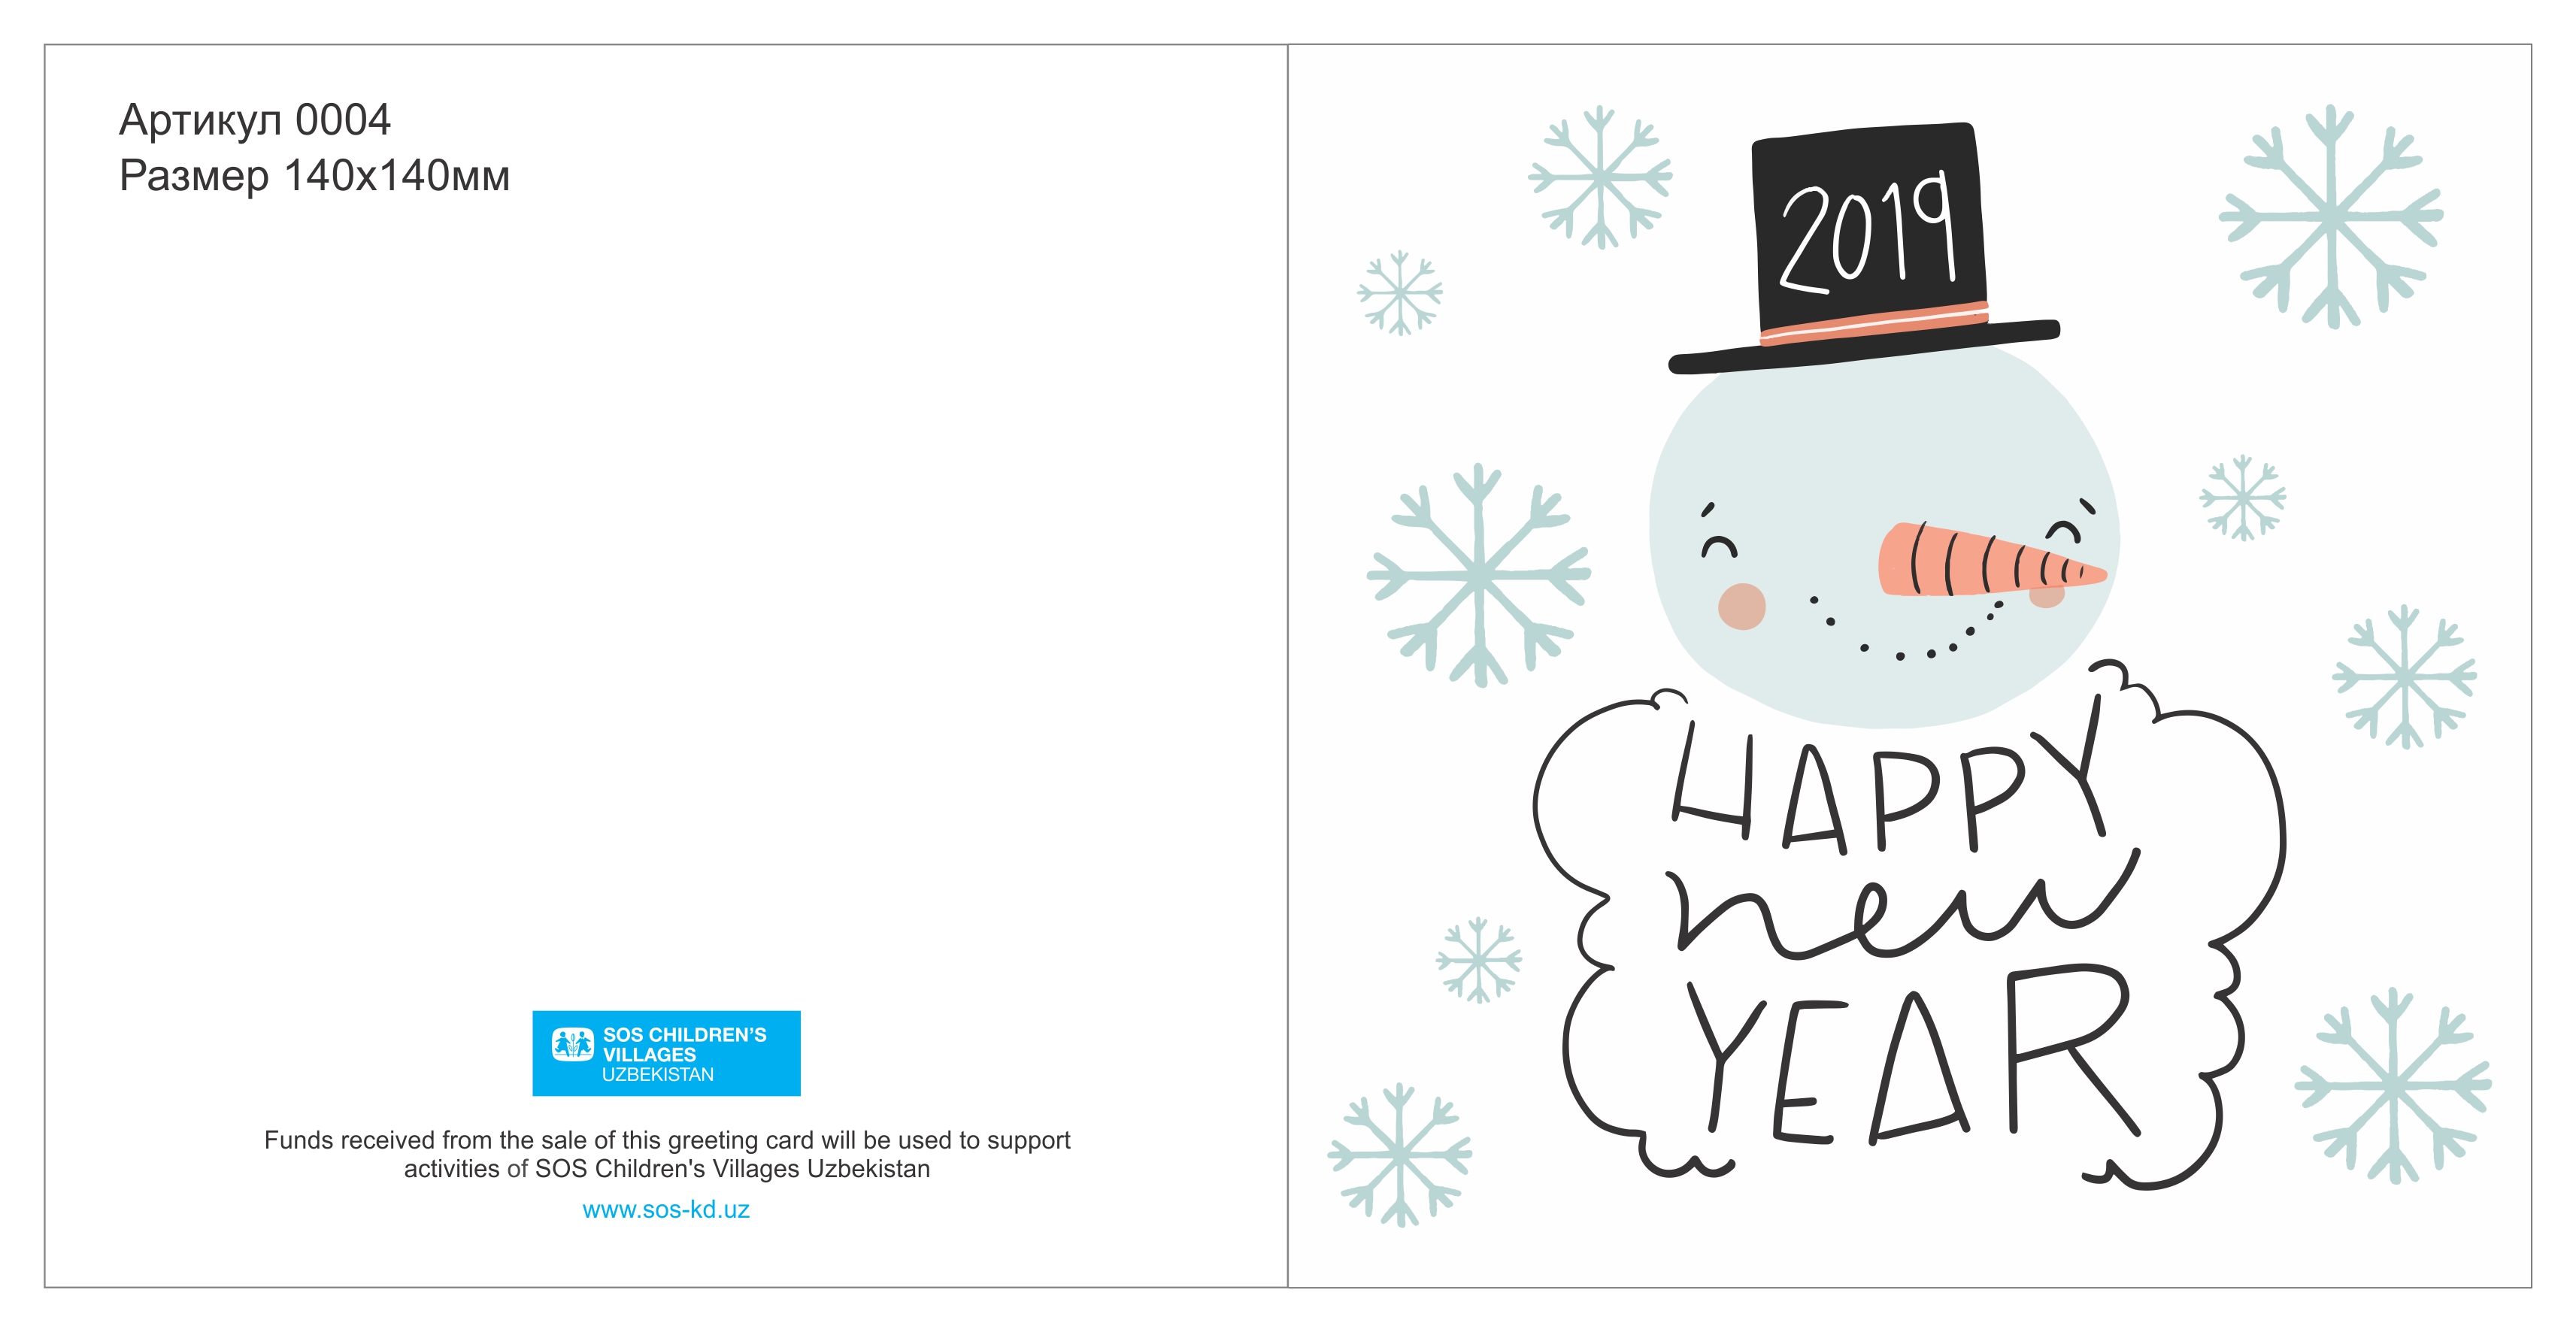 Артикул 0004
Размер 140х140мм
SOS CHILDREN’S
VILLAGES
UZBEKISTAN
Funds received from the sale of this greeting card will be used to support
activities of SOS Children's Villages Uzbekistan
www.sos-kd.uz
2019
HAPPY
new
YEAR